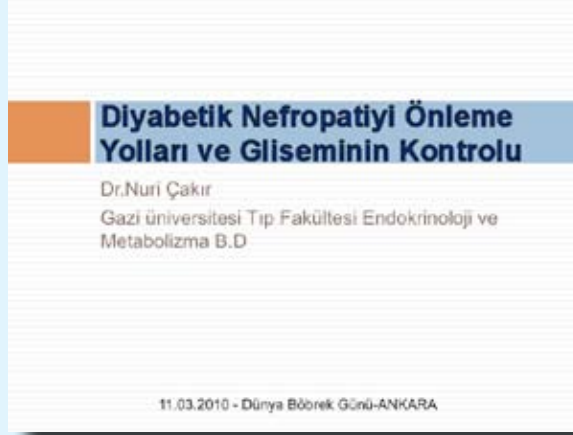 Diyabetik Nefropatiyi Önleme
Yolları ve Gliseminin Kontrolu
Dr.Nuri Çakır
Gazi üniversitesi Tıp Fakültesi Endokrinoloji ve
Metabolizma B.D
11.03.2010 - Dünya Böbrek Günü-ANKARA